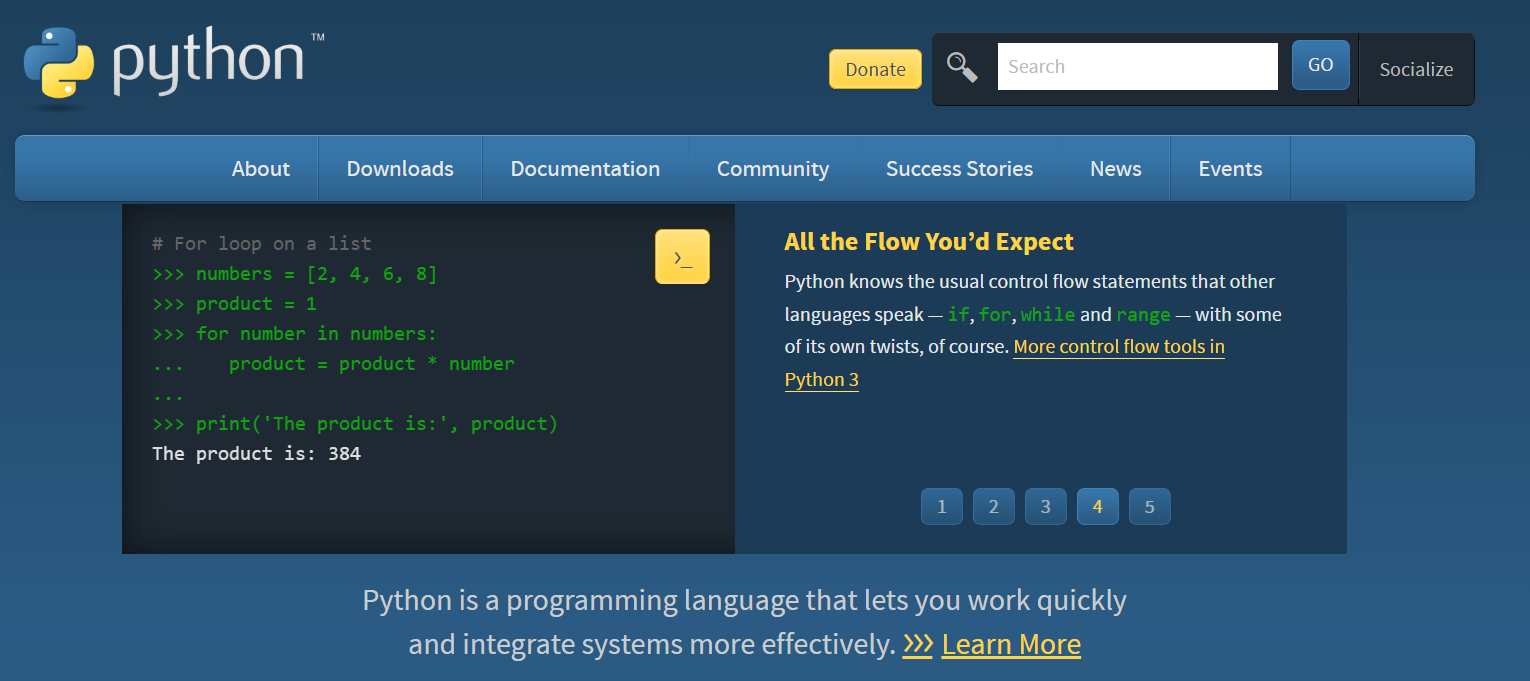 python™
Donate
Search
GO
Socialize
About
Downloads
Documentation
Community
Success Stories
News
Events
# For loop on a list
>>> numbers = [2, 4, 6, 8]
>>> product = 1
>>> for number in numbers:
...    product = product * number
...
>>> print('The product is:', product)
The product is: 384
>_
All the Flow You’d Expect
Python knows the usual control flow statements that other
languages speak — if, for, while and range — with some
of its own twists, of course. More control flow tools in
Python 3
1 2 3 4 5
Python is a programming language that lets you work quickly
and integrate systems more effectively. >>> Learn More